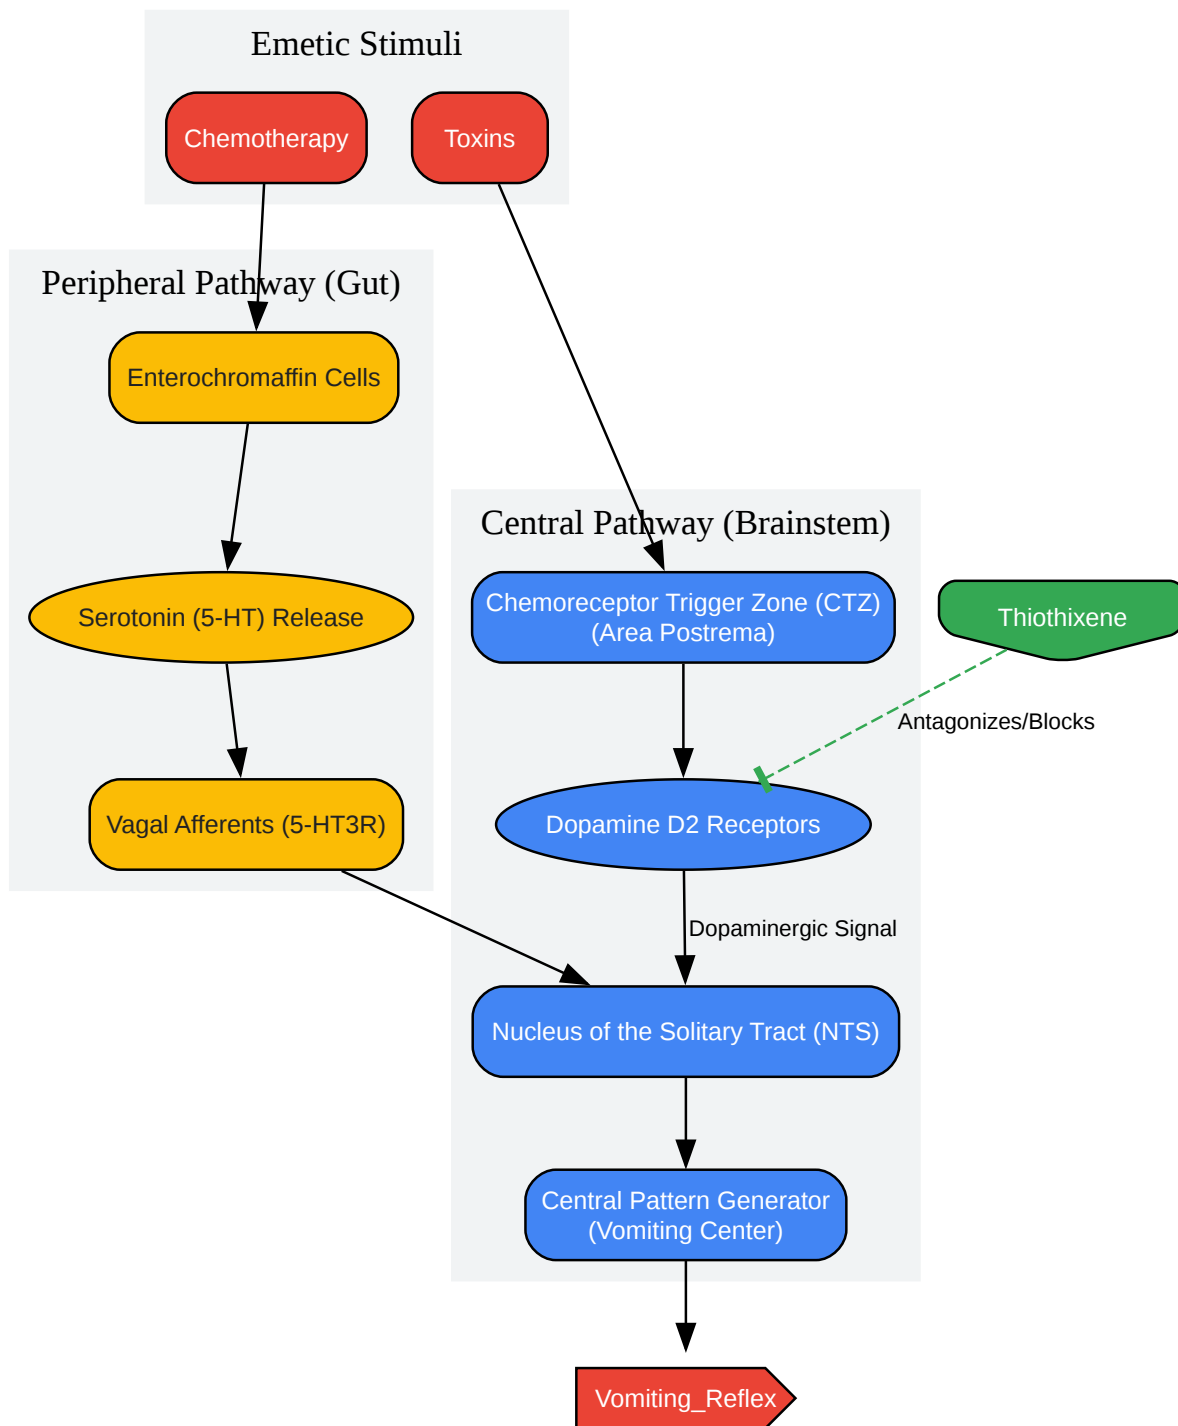 Emetic Stimuli
Chemotherapy
Toxins
Peripheral Pathway (Gut)
Enterochromaffin Cells
Central Pathway (Brainstem)
Serotonin (5-HT) Release
Chemoreceptor Trigger Zone (CTZ)
(Area Postrema)
Thiothixene
Antagonizes/Blocks
Vagal Afferents (5-HT3R)
Dopamine D2 Receptors
Dopaminergic Signal
Nucleus of the Solitary Tract (NTS)
Central Pattern Generator
(Vomiting Center)
Vomiting_Reflex